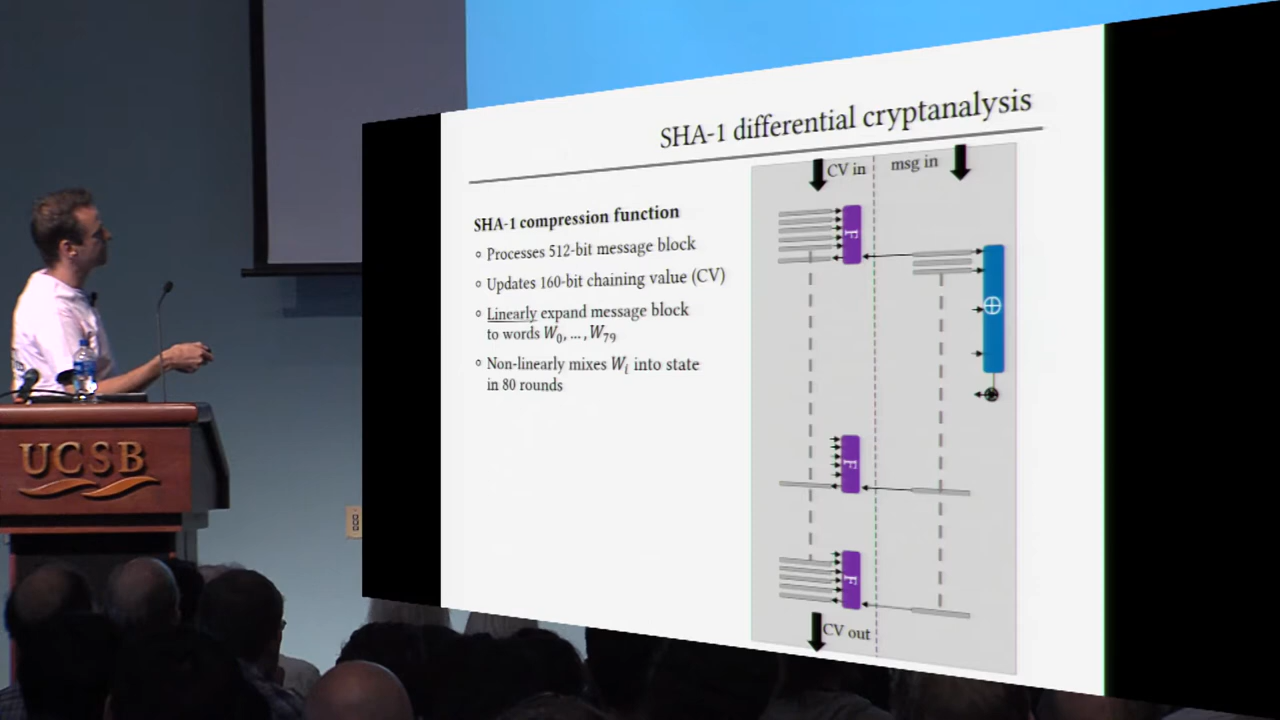 SHA-1 differential cryptanalysis
SHA-1 compression function
◦ Processes 512-bit message block
◦ Updates 160-bit chaining value (CV)
◦ Linearly expand message block
to words W₀, ..., W₇₉
◦ Non-linearly mixes Wᵢ into state
in 80 rounds
CV in
msg in
F
F
F
CV out
UCSB